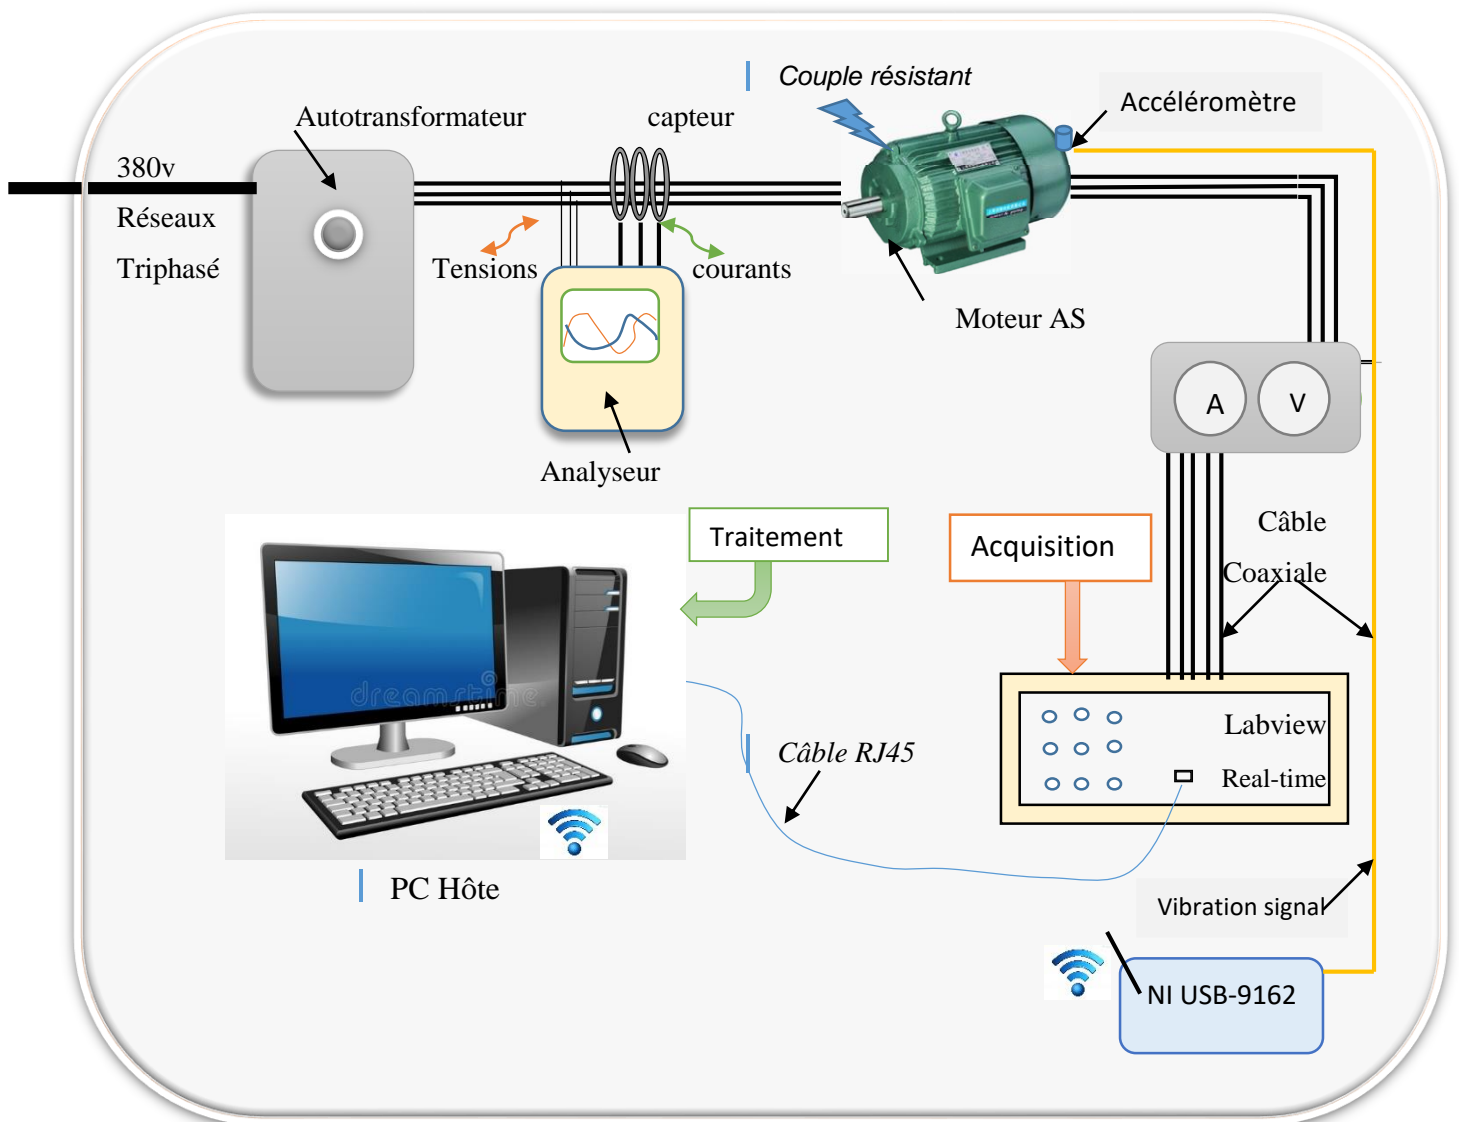 Couple résistant
Accéléromètre
Autotransformateur
capteur
380v
Réseaux
Triphasé
Tensions
courants
Moteur AS
A
V
Analyseur
Traitement
Acquisition
Câble
Coaxiale
dreamstime
Labview
Câble RJ45
Real-time
PC Hôte
Vibration signal
NI USB-9162